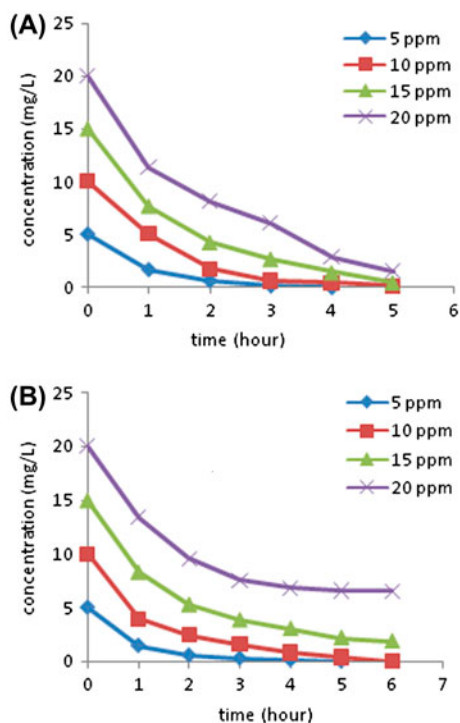 (A)
25
20
15
10
5
0
concentration (mg/L)
0 1 2 3 4 5 6
time (hour)
5 ppm
10 ppm
15 ppm
20 ppm
(B)
25
20
15
10
5
0
concentration (mg/L)
0 1 2 3 4 5 6 7
time (hour)
5 ppm
10 ppm
15 ppm
20 ppm